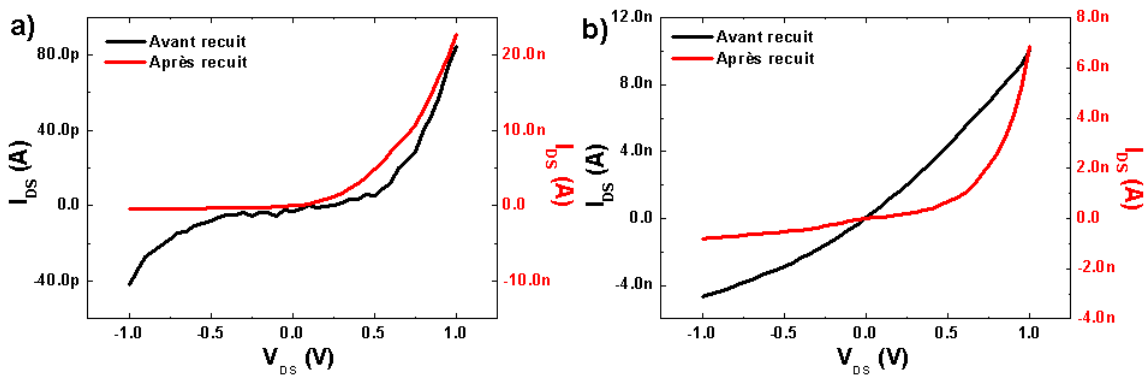 a)
Avant recuit
Après recuit
80.0p
40.0p
0.0
-40.0p
I_DS (A)
20.0n
10.0n
0.0
-10.0n
I_DS (A)
-1.0 -0.5 0.0 0.5 1.0
V_DS (V)
b)
Avant recuit
Après recuit
12.0n
8.0n
4.0n
0.0
-4.0n
I_DS (A)
8.0n
6.0n
4.0n
2.0n
0.0
-2.0n
-4.0n
I_DS (A)
-1.0 -0.5 0.0 0.5 1.0
V_DS (V)